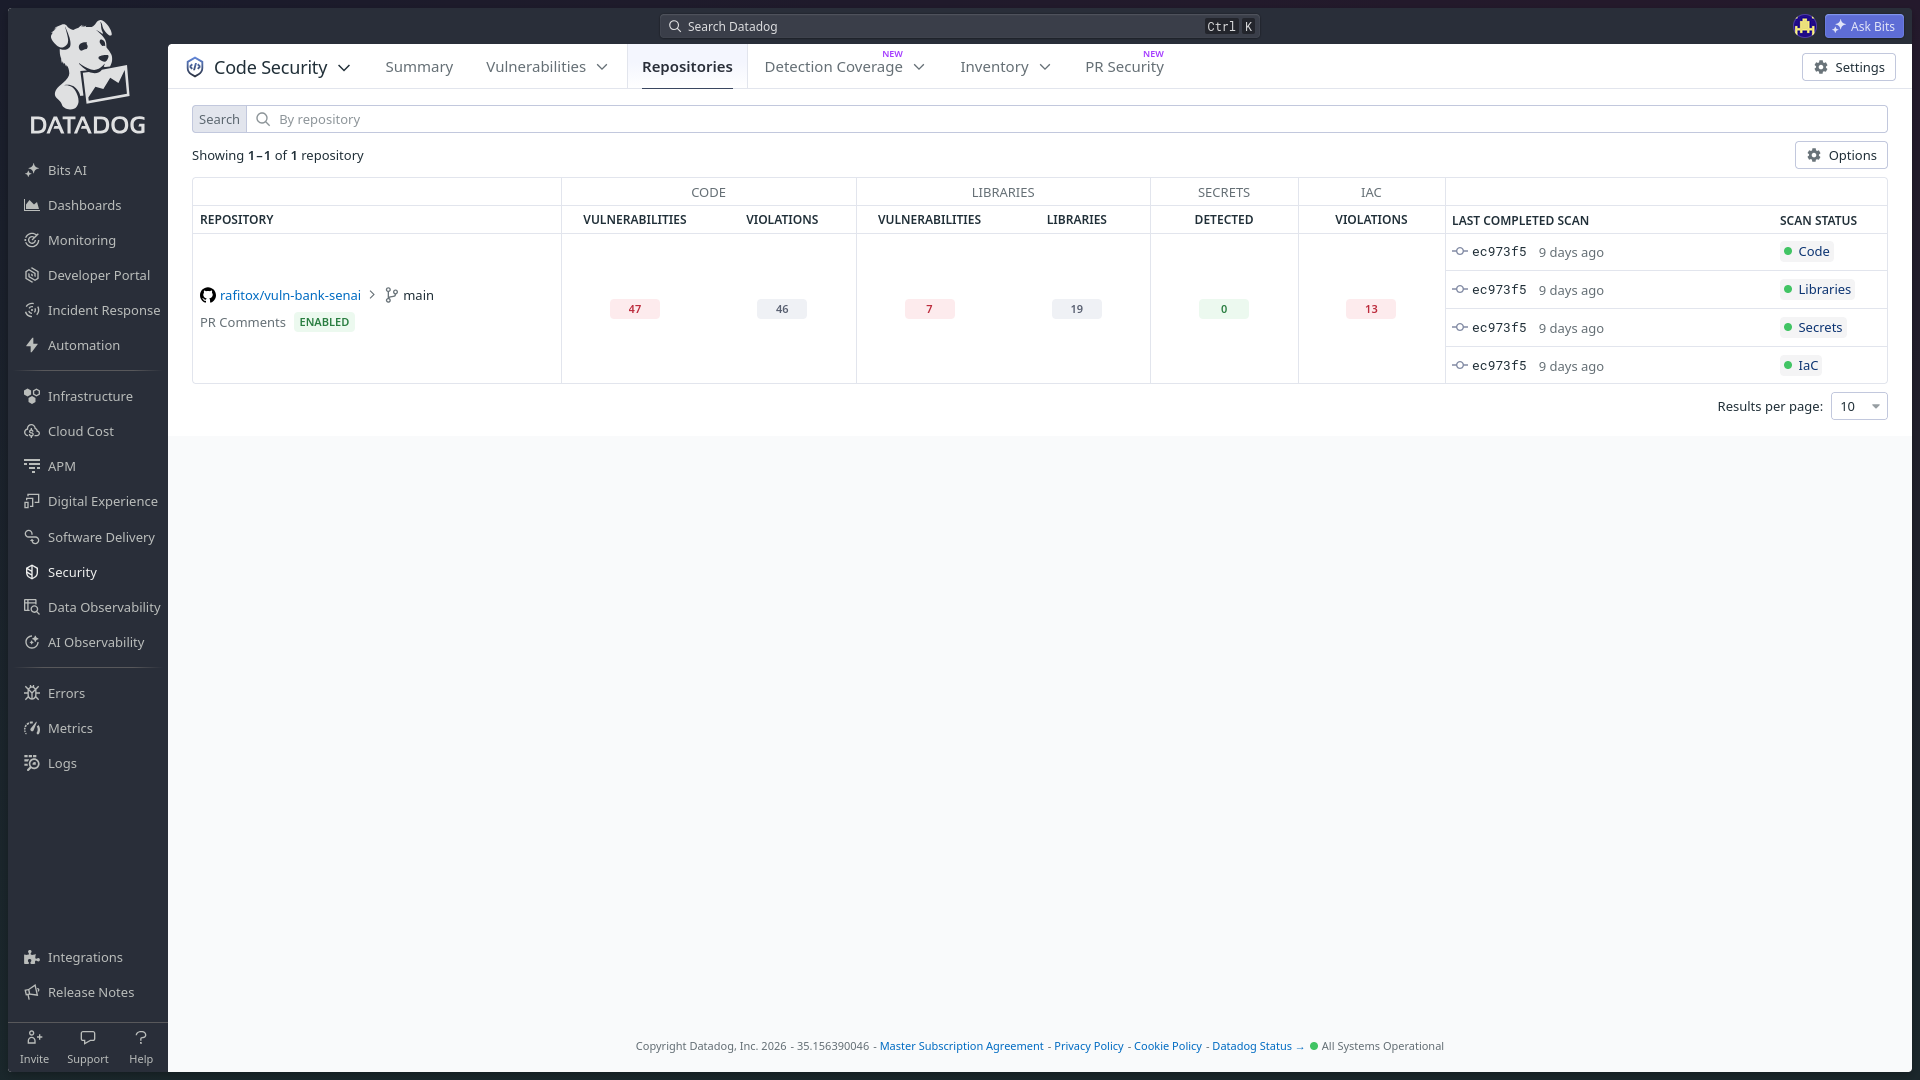 Search Datadog
Ctrl K
Ask Bits
DATADOG
Bits AI
Dashboards
Monitoring
Developer Portal
Incident Response
Automation
Infrastructure
Cloud Cost
APM
Digital Experience
Software Delivery
Security
Data Observability
AI Observability
Errors
Metrics
Logs
Integrations
Release Notes
Invite
Support
Help
Code Security
Summary
Vulnerabilities
Repositories
Detection Coverage NEW
Inventory
PR Security NEW
Settings
Search By repository
Showing 1–1 of 1 repository
Options
CODE LIBRARIES SECRETS IAC
REPOSITORY VULNERABILITIES VIOLATIONS VULNERABILITIES LIBRARIES DETECTED VIOLATIONS LAST COMPLETED SCAN SCAN STATUS
rafitox/vuln-bank-senai main
PR Comments ENABLED
47 46 7 19 0 13
ec973f5 9 days ago Code
ec973f5 9 days ago Libraries
ec973f5 9 days ago Secrets
ec973f5 9 days ago IaC
Results per page: 10
Copyright Datadog, Inc. 2026 - 35.156390046 - Master Subscription Agreement - Privacy Policy - Cookie Policy - Datadog Status → All Systems Operational